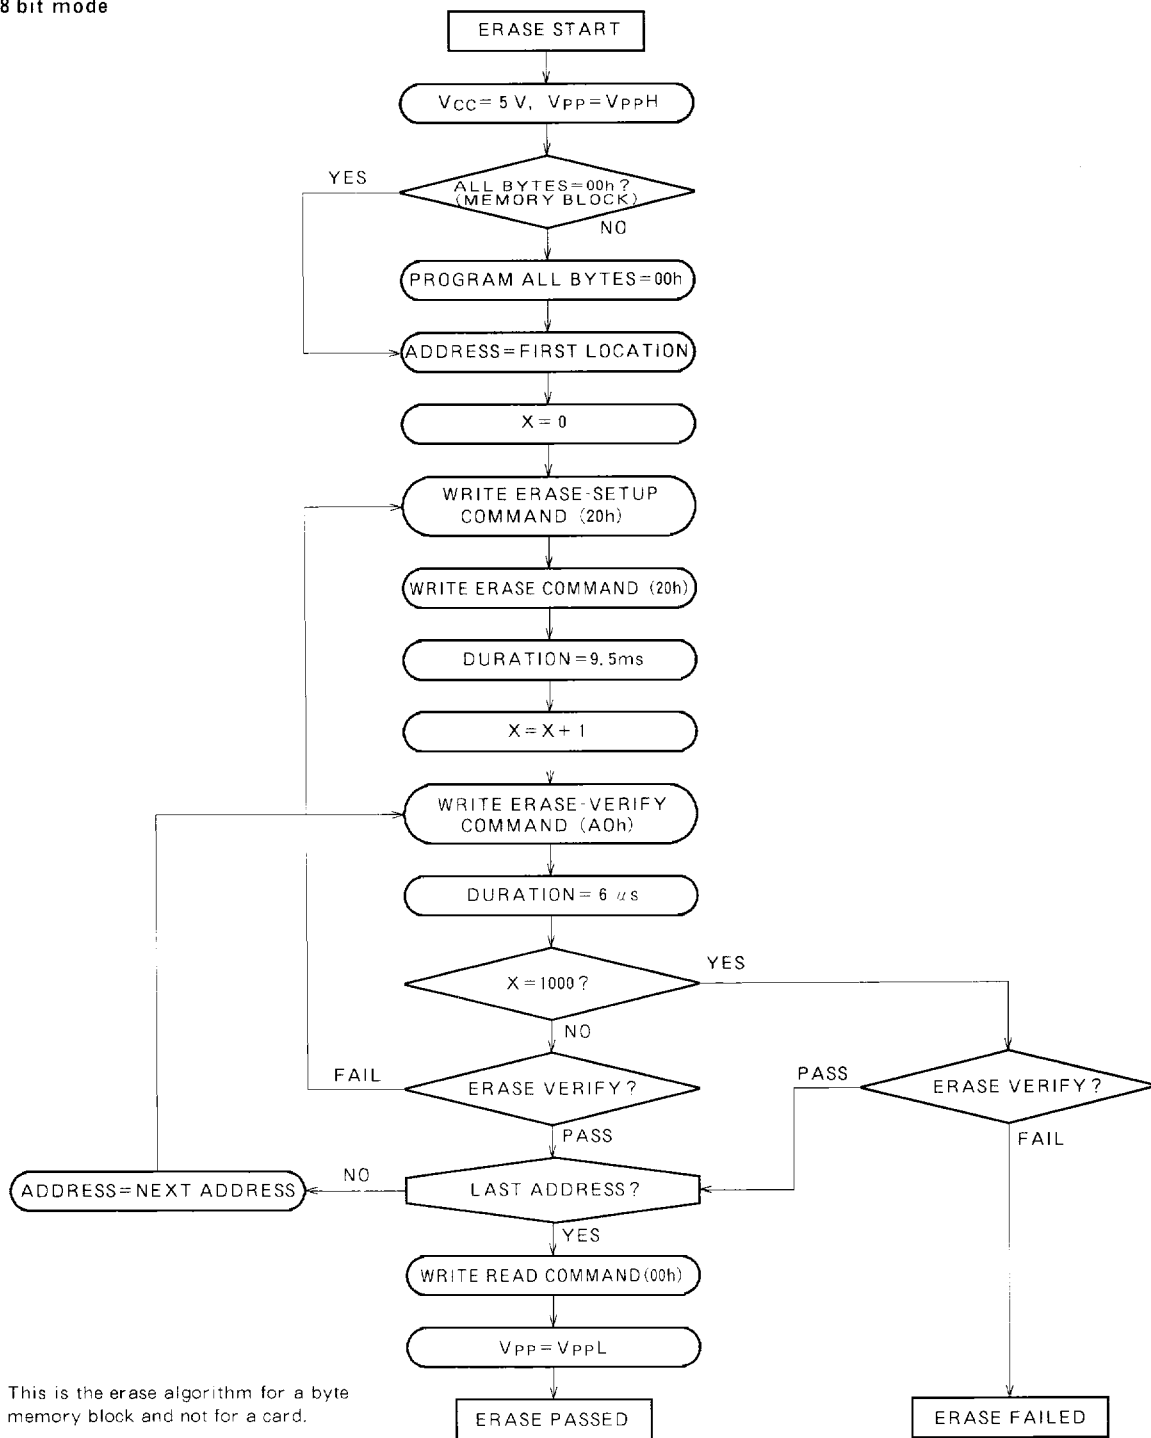 8 bit mode
ERASE START
VCC= 5 V, VPP=VPPH
YES
ALL BYTES=00h?
(MEMORY BLOCK)
NO
PROGRAM ALL BYTES=00h
ADDRESS=FIRST LOCATION
X = 0
WRITE ERASE-SETUP
COMMAND (20h)
WRITE ERASE COMMAND (20h)
DURATION=9.5ms
X=X+1
WRITE ERASE-VERIFY
COMMAND (A0h)
DURATION= 6 μs
X=1000?
YES
NO
FAIL
ERASE VERIFY?
PASS
ERASE VERIFY?
PASS
FAIL
ADDRESS=NEXT ADDRESS
NO
LAST ADDRESS?
YES
WRITE READ COMMAND(00h)
VPP=VPPL
This is the erase algorithm for a byte
memory block and not for a card.
ERASE PASSED
ERASE FAILED